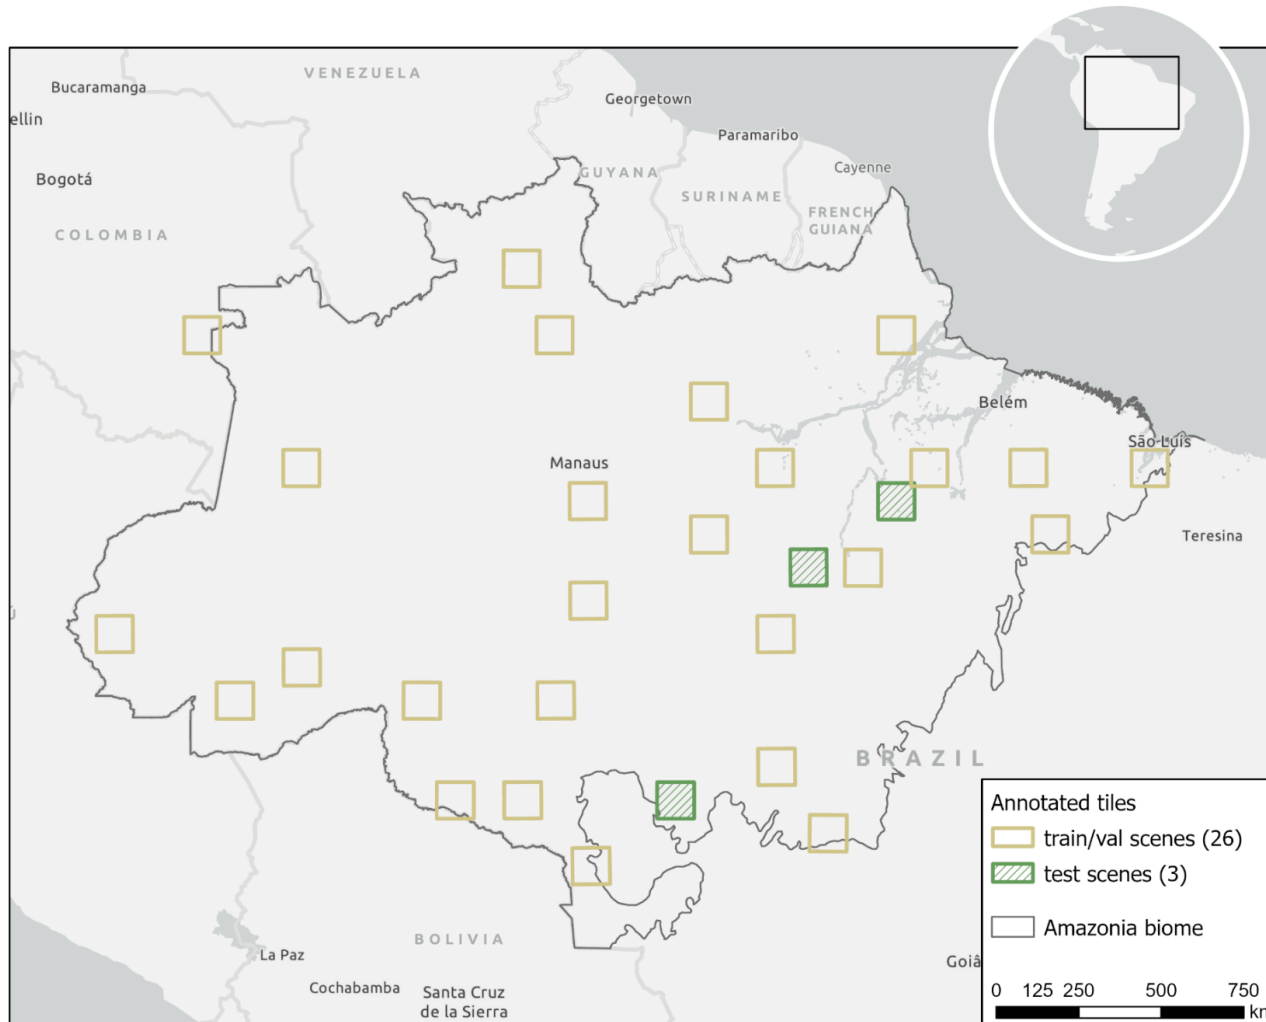 VENEZUELA
Bucaramanga
Georgetown
ellin
Paramaribo
Cayenne
GUYANA
Bogotá
SURINAME
FRENCH
GUIANA
COLOMBIA
Belém
São Luís
Manaus
Teresina
BRAZIL
BOLIVIA
La Paz
Cochabamba
Santa Cruz
de la Sierra
Goiâ
Annotated tiles
train/val scenes (26)
test scenes (3)
Amazonia biome
0 125 250 500 750
km